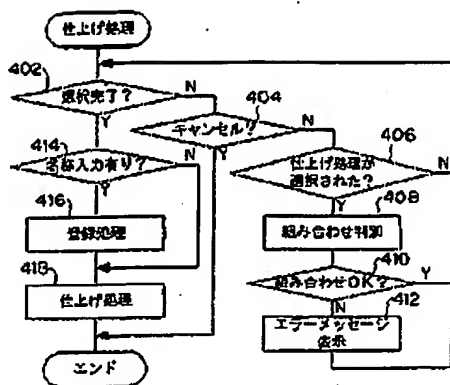 仕上げ処理
402
選択完了?
N
Y
404
キャンセル?
N
Y
414
名称入力有り?
N
Y
406
仕上げ処理が
選択された?
N
Y
416
登録処理
408
組み合わせ判別
418
仕上げ処理
410
組み合わせOK?
Y
N
412
エラーメッセージ
表示
エンド